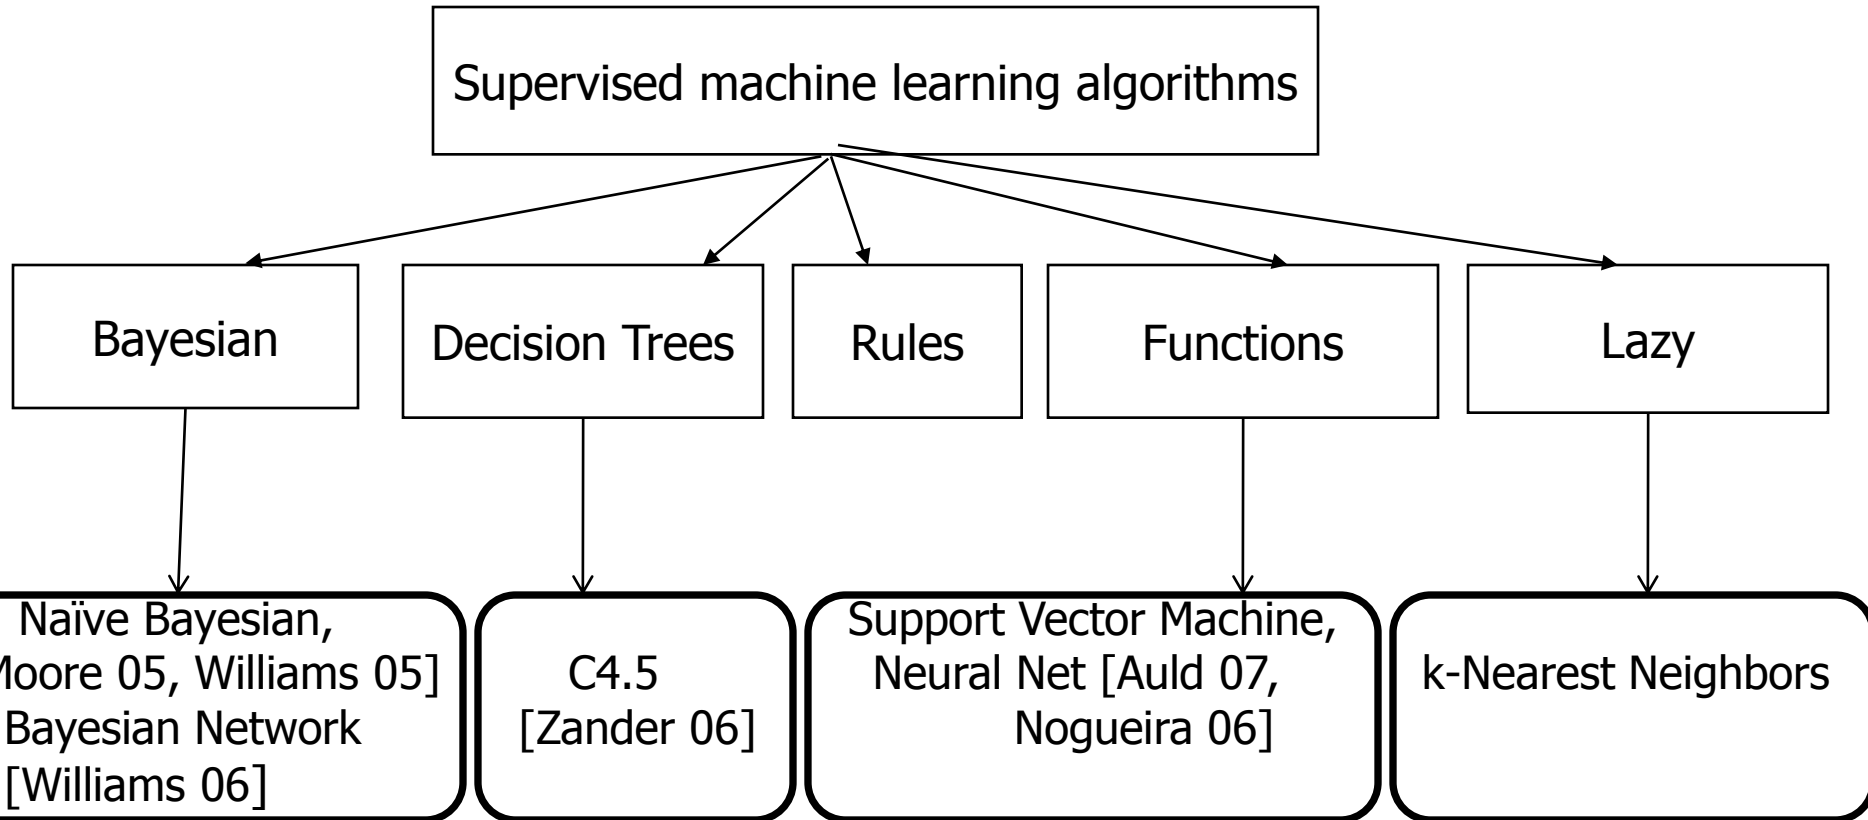 Supervised machine learning algorithms
Bayesian
Decision Trees
Rules
Functions
Lazy
Naïve Bayesian,
Moore 05, Williams 05]
Bayesian Network
[Williams 06]
C4.5
[Zander 06]
Support Vector Machine,
Neural Net [Auld 07,
Nogueira 06]
k-Nearest Neighbors